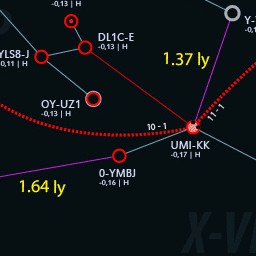 -0,13 | H
DL1C-E
-0,13 | H
Y-
YLS8-J
-0,11 | H
1.37 ly
OY-UZ1
-0,13 | H
10 - 1
11 - 1
UMI-KK
-0,17 | H
0-YMBJ
-0,16 | H
1.64 ly